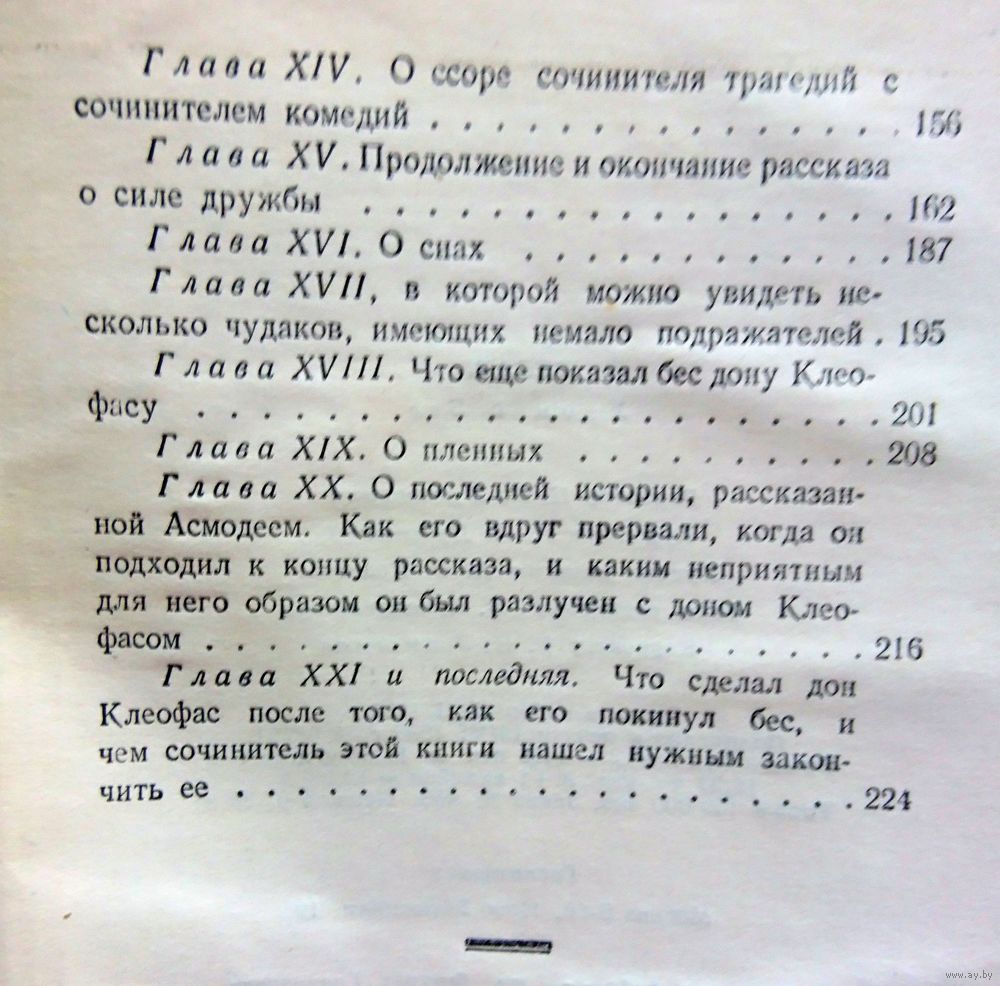 Глава XIV. О ссоре сочинителя трагедий с
сочинителем комедий . . . . . . . . . . . . . . . 156
Глава XV. Продолжение и окончание рассказа
о силе дружбы . . . . . . . . . . . . . . . . . 162
Глава XVI. О снах . . . . . . . . . . . . 187
Глава XVII, в которой можно увидеть не-
сколько чудаков, имеющих немало подражателей . 195
Глава XVIII. Что еще показал бес дону Клео-
фасу . . . . . . . . . . . . . . . . . . . . . 201
Глава XIX. О пленных . . . . . . . . . 208
Глава XX. О последней истории, рассказан-
ной Асмодеем. Как его вдруг прервали, когда он
подходил к концу рассказа, и каким неприятным
для него образом он был разлучен с доном Клео-
фасом . . . . . . . . . . . . . . . . . . . . 216
Глава XXI и последняя. Что сделал дон
Клеофас после того, как его покинул бес, и
чем сочинитель этой книги нашел нужным закон-
чить ее . . . . . . . . . . . . . . . . . . . 224
www.ay.by